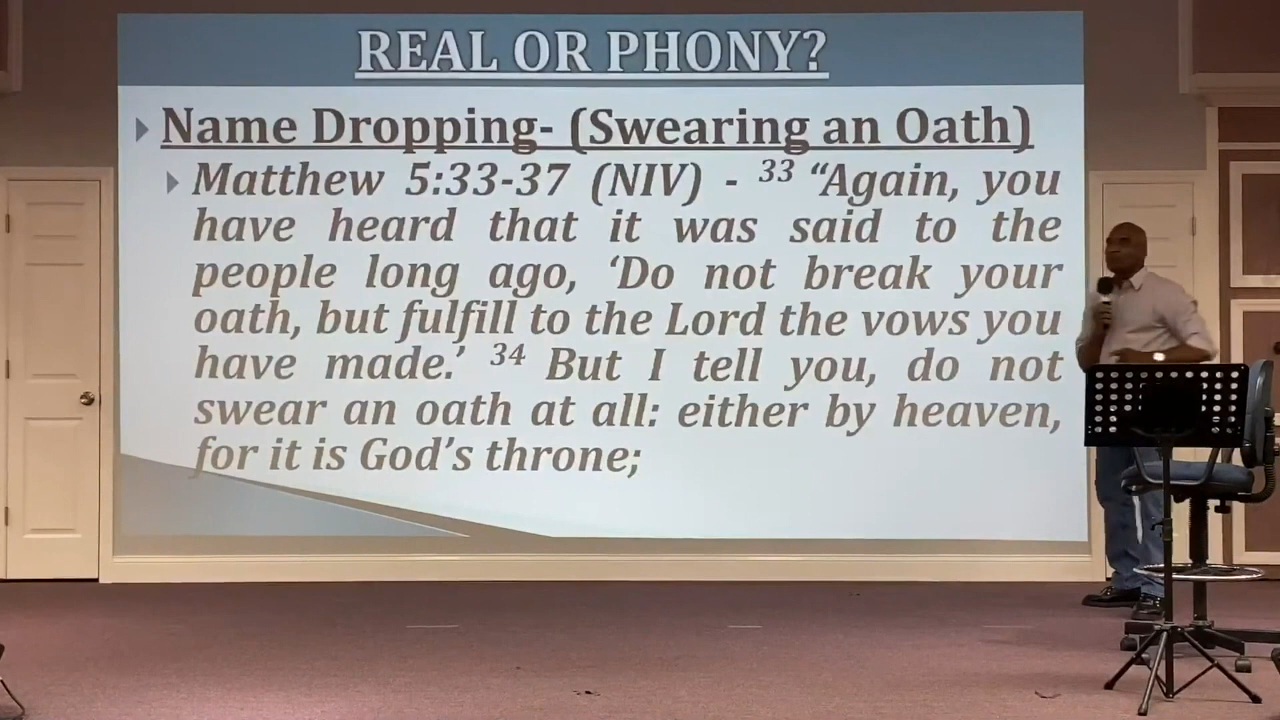 REAL OR PHONY?
Name Dropping- (Swearing an Oath)
Matthew 5:33-37 (NIV) - 33 “Again, you
have heard that it was said to the
people long ago, ‘Do not break your
oath, but fulfill to the Lord the vows you
have made.’ 34 But I tell you, do not
swear an oath at all: either by heaven,
for it is God’s throne;